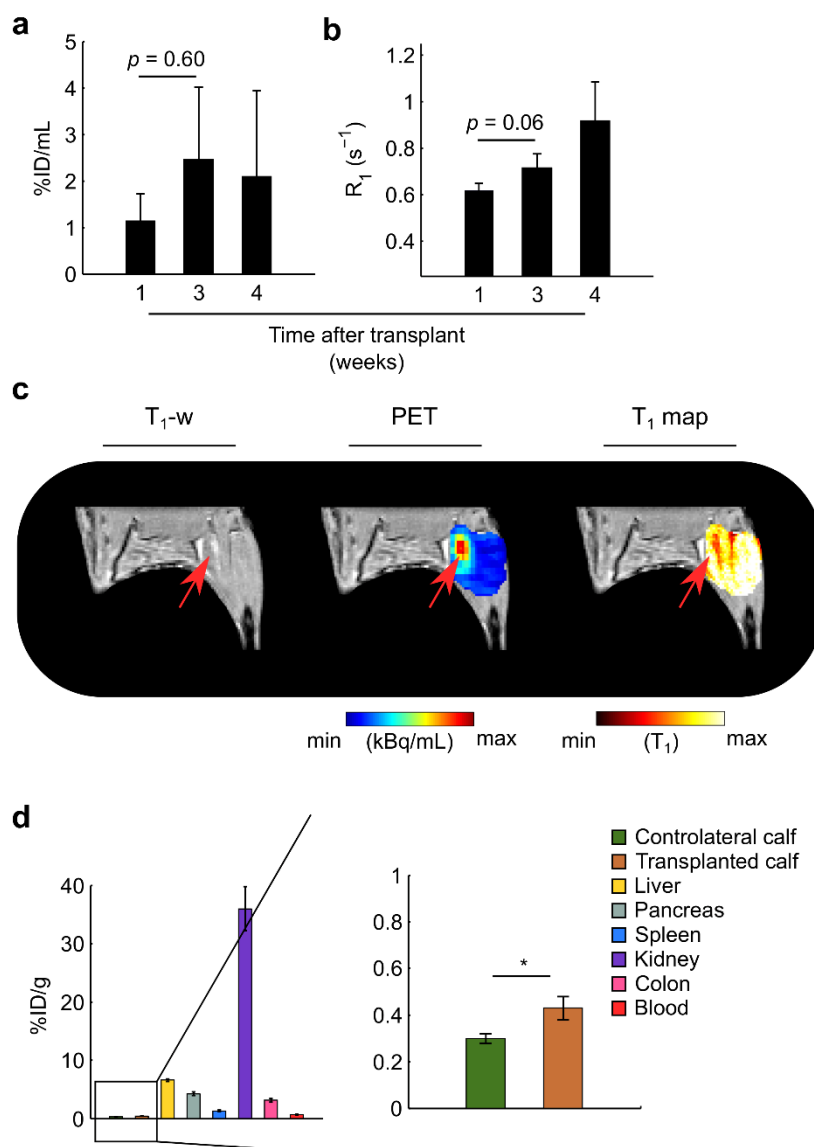 a
b
5
4
3
2
1
0
%ID/mL
p = 0.60
1 3 4
1.2
1
0.8
0.6
0.4
R₁ (s⁻¹)
p = 0.06
1 3 4
Time after transplant
(weeks)
c
T₁-w PET T₁ map
min (kBq/mL) max
min (T₁) max
d
40
30
20
10
0
%ID/g
1
0.8
0.6
0.4
0.2
0
*
Controlateral calf
Transplanted calf
Liver
Pancreas
Spleen
Kidney
Colon
Blood